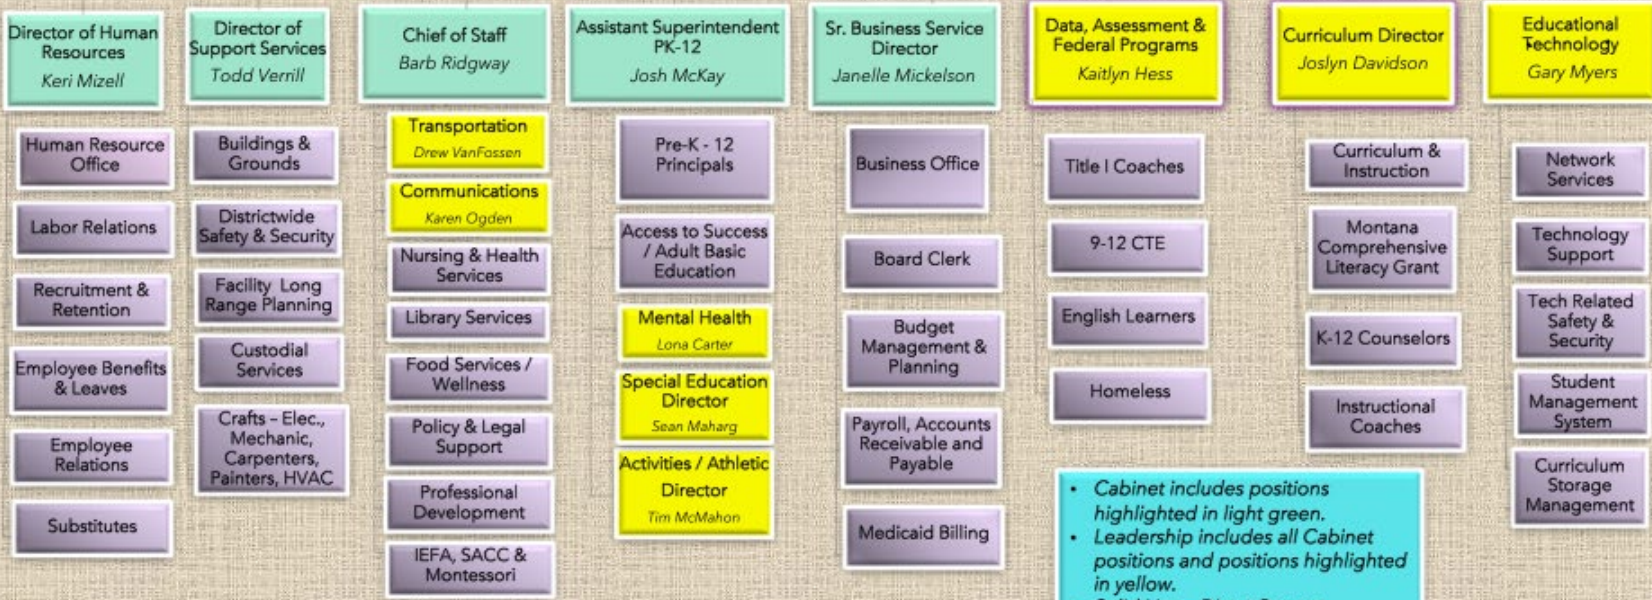 Director of Human
Resources
Keri Mizell
Human Resource
Office
Labor Relations
Recruitment &
Retention
Employee Benefits
& Leaves
Employee
Relations
Substitutes
Director of
Support Services
Todd Verrill
Buildings &
Grounds
Districtwide
Safety & Security
Facility Long
Range Planning
Custodial
Services
Crafts – Elec.,
Mechanic,
Carpenters,
Painters, HVAC
Chief of Staff
Barb Ridgway
Transportation
Drew VanFossen
Communications
Karen Ogden
Nursing & Health
Services
Library Services
Food Services /
Wellness
Policy & Legal
Support
Professional
Development
IEFA, SACC &
Montessori
Assistant Superintendent
PK-12
Josh McKay
Pre-K - 12
Principals
Access to Success
/ Adult Basic
Education
Mental Health
Lona Carter
Special Education
Director
Sean Maharg
Activities / Athletic
Director
Tim McMahon
Sr. Business Service
Director
Janelle Mickelson
Business Office
Board Clerk
Budget
Management &
Planning
Payroll, Accounts
Receivable and
Payable
Medicaid Billing
Data, Assessment &
Federal Programs
Kaitlyn Hess
Title I Coaches
9-12 CTE
English Learners
Homeless
Curriculum Director
Joslyn Davidson
Curriculum &
Instruction
Montana
Comprehensive
Literacy Grant
K-12 Counselors
Instructional
Coaches
Educational
Technology
Gary Myers
Network
Services
Technology
Support
Tech Related
Safety &
Security
Student
Management
System
Curriculum
Storage
Management
• Cabinet includes positions
highlighted in light green.
• Leadership includes all Cabinet
positions and positions highlighted
in yellow.